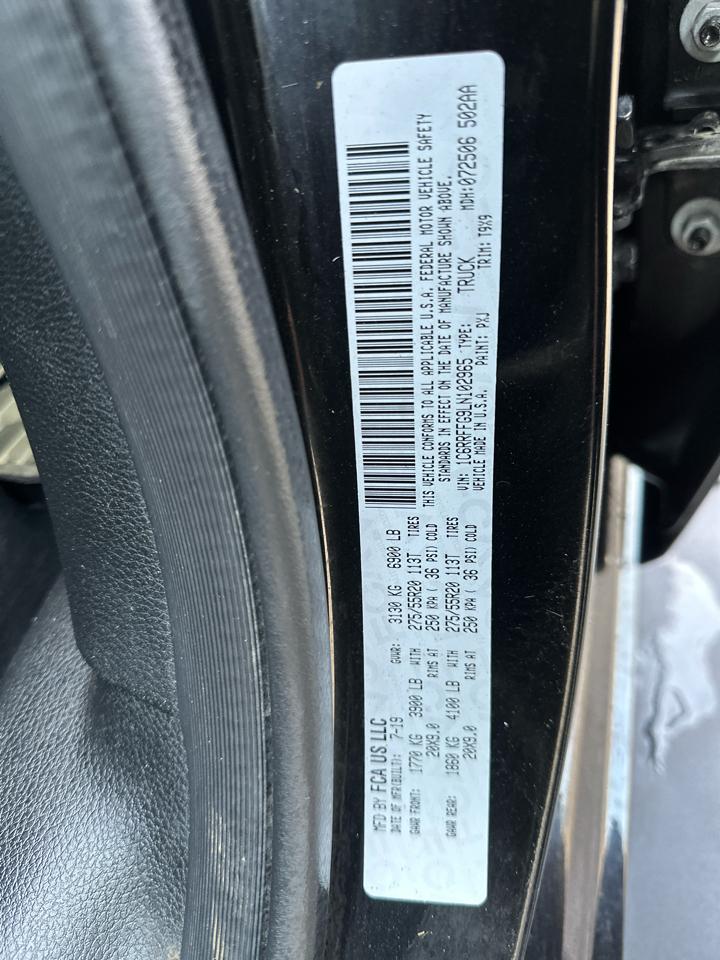 MFD BY FCA US LLC
DATE OF MFR(BUILT): 7-19 GVWR: 3130 KG 6900 LB
GAWR FRONT: 1770 KG 3900 LB WITH 275/55R20 113T TIRES
20X9.0 RIMS AT 250 KPA ( 36 PSI) COLD
GAWR REAR: 1860 KG 4100 LB WITH 275/55R20 113T TIRES
20X9.0 RIMS AT 250 KPA ( 36 PSI) COLD
THIS VEHICLE CONFORMS TO ALL APPLICABLE U.S.A. FEDERAL MOTOR VEHICLE SAFETY
STANDARDS IN EFFECT ON THE DATE OF MANUFACTURE SHOWN ABOVE.
VIN: 1C6RRFFG9LN102965 TYPE: TRUCK MDH:072506 502AA
VEHICLE MADE IN U.S.A. PAINT: PXJ TRIM: T9X9